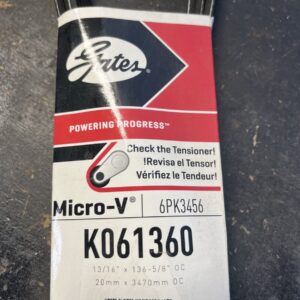 Gates
POWERING PROGRESS™
Check the Tensioner!
!Revisa el Tensor!
Vérifiez le Tendeur!
Micro-V® 6PK3456
K061360
13/16" x 136-5/8" OC
20mm x 3470mm OC